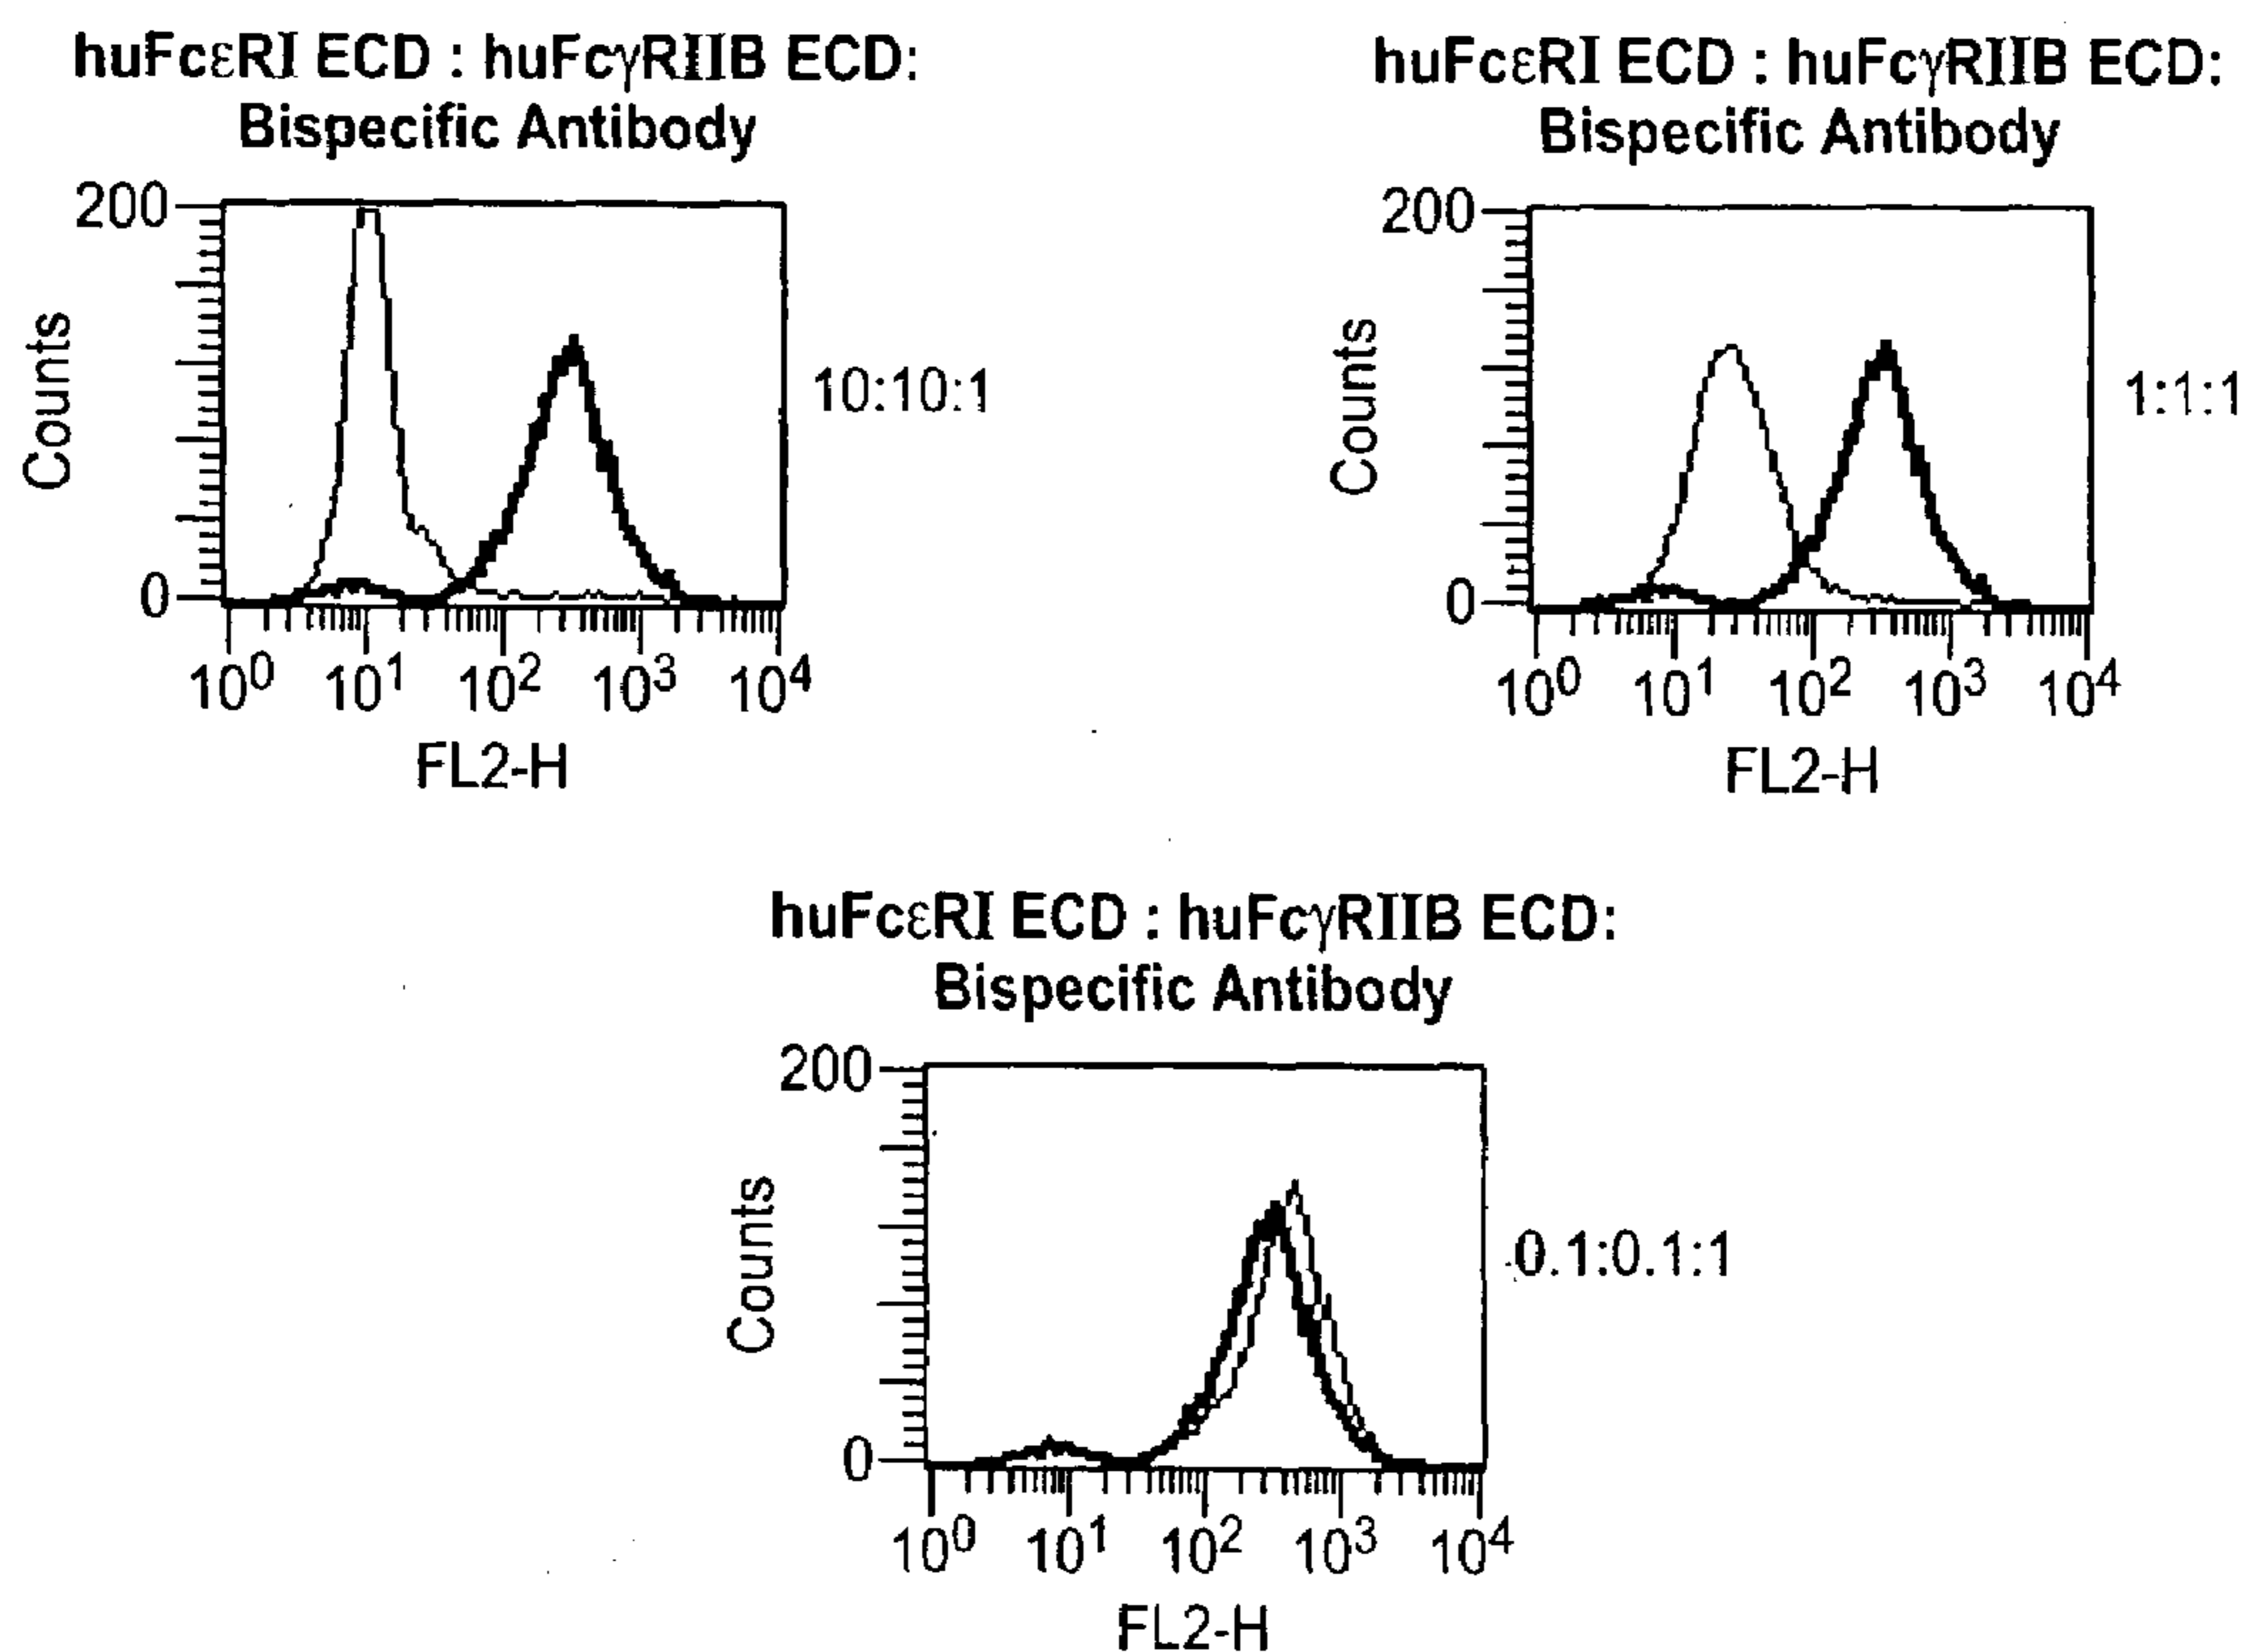 huFcεRI ECD : huFcγRIIB ECD:
Bispecific Antibody
200
Counts
10:10:1
0
10⁰ 10¹ 10² 10³ 10⁴
FL2-H
huFcεRI ECD : huFcγRIIB ECD:
Bispecific Antibody
200
Counts
1:1:1
0
10⁰ 10¹ 10² 10³ 10⁴
FL2-H
huFcεRI ECD : huFcγRIIB ECD:
Bispecific Antibody
200
Counts
0.1:0.1:1
0
10⁰ 10¹ 10² 10³ 10⁴
FL2-H